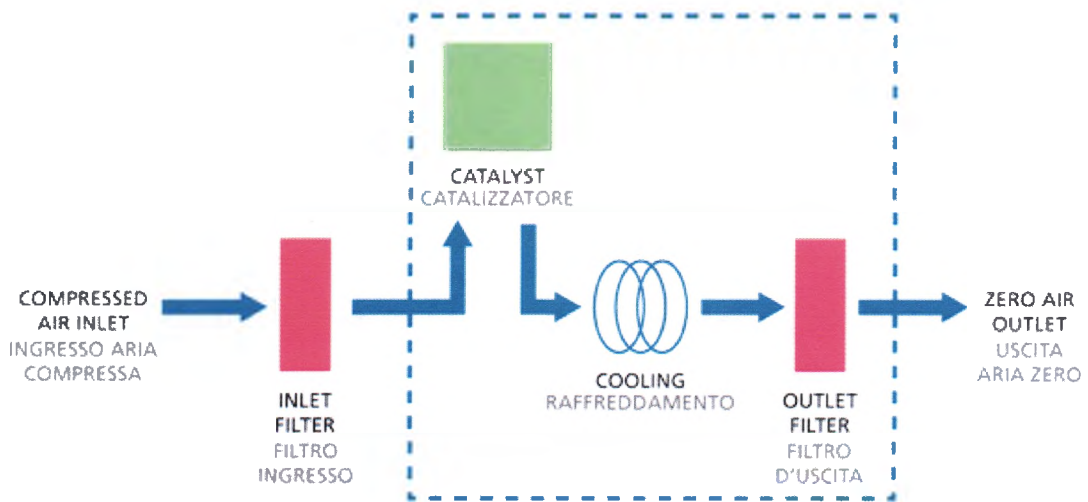 CATALYST
CATALIZZATORE
COMPRESSED
AIR INLET
INGRESSO ARIA
COMPRESSA
INLET
FILTER
FILTRO
INGRESSO
COOLING
RAFFREDDAMENTO
OUTLET
FILTER
FILTRO
D'USCITA
ZERO AIR
OUTLET
USCITA
ARIA ZERO